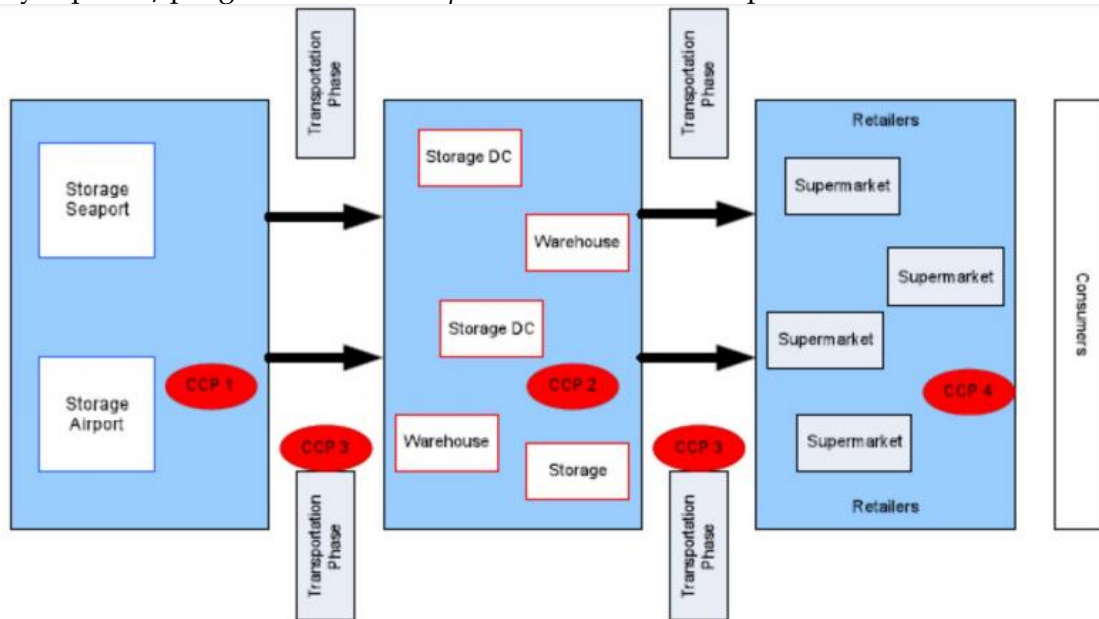 Transportation
Phase
Transportation
Phase
Retailers
Storage
Seaport
Storage DC
Supermarket
Warehouse
Supermarket
Storage DC
Supermarket
Consumers
CCP 1
CCP 2
CCP 4
Storage
Airport
CCP 3
Warehouse
CCP 3
Supermarket
Storage
Retailers
Transportation
Phase
Transportation
Phase